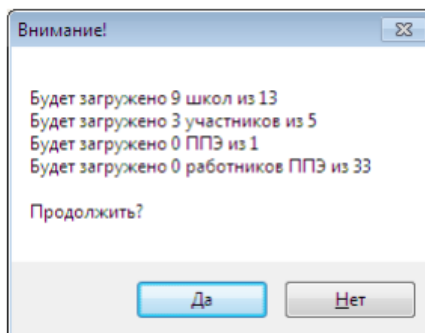 Внимание!
Будет загружено 9 школ из 13
Будет загружено 3 участников из 5
Будет загружено 0 ППЭ из 1
Будет загружено 0 работников ППЭ из 33
Продолжить?
Да
Нет